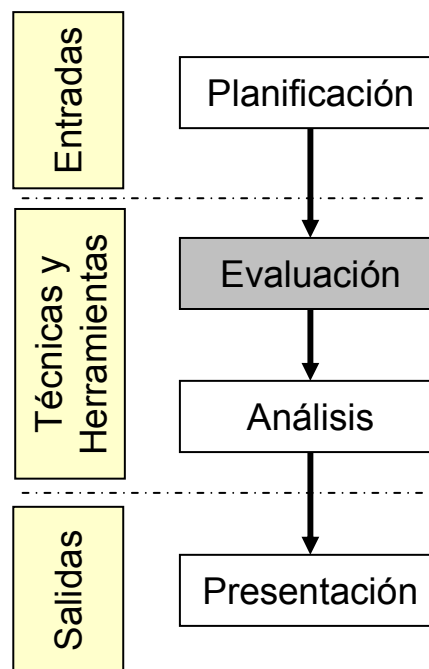 Entradas
Planificación
Técnicas y
Herramientas
Evaluación
Análisis
Salidas
Presentación